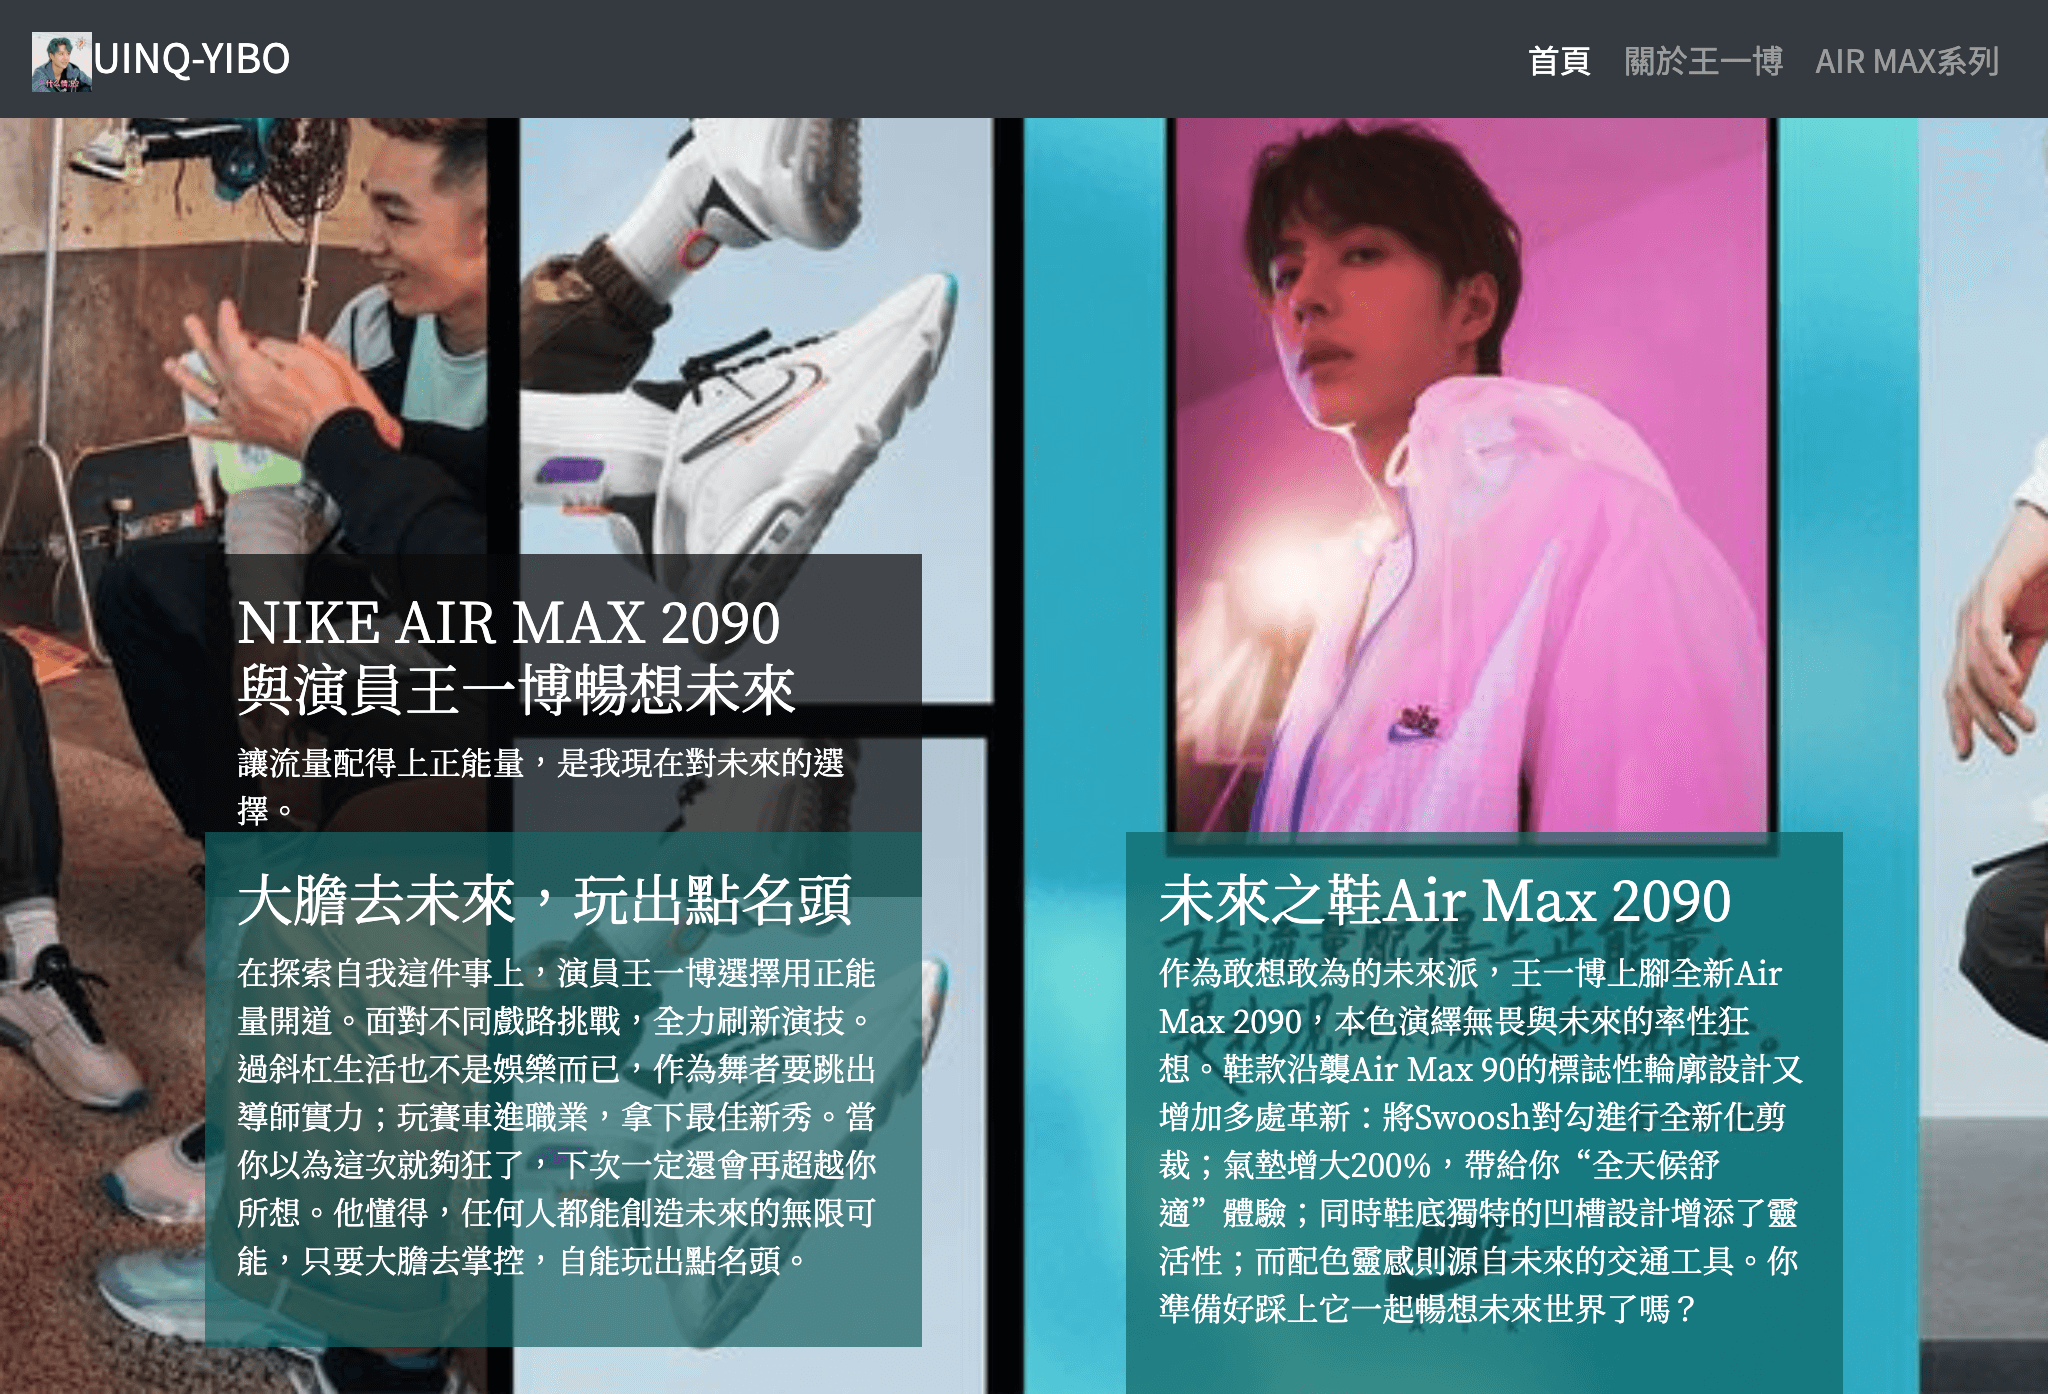 UINQ-YIBO
首頁
關於王一博
AIR MAX系列
NIKE AIR MAX 2090
與演員王一博暢想未來
讓流量配得上正能量，是我現在對未來的選
擇。
大膽去未來，玩出點名頭
在探索自我這件事上，演員王一博選擇用正能
量開道。面對不同戲路挑戰，全力刷新演技。
過斜杠生活也不是娛樂而已，作為舞者要跳出
導師實力；玩賽車進職業，拿下最佳新秀。當
你以為這次就夠狂了，下次一定還會再超越你
所想。他懂得，任何人都能創造未來的無限可
能，只要大膽去掌控，自能玩出點名頭。
未來之鞋Air Max 2090
作為敢想敢為的未來派，王一博上腳全新Air
Max 2090，本色演繹無畏與未來的率性狂
想。鞋款沿襲Air Max 90的標誌性輪廓設計又
增加多處革新：將Swoosh對勾進行全新化剪
裁；氣墊增大200%，帶給你“全天候舒
適”體驗；同時鞋底獨特的凹槽設計增添了靈
活性；而配色靈感則源自未來的交通工具。你
準備好踩上它一起暢想未來世界了嗎？